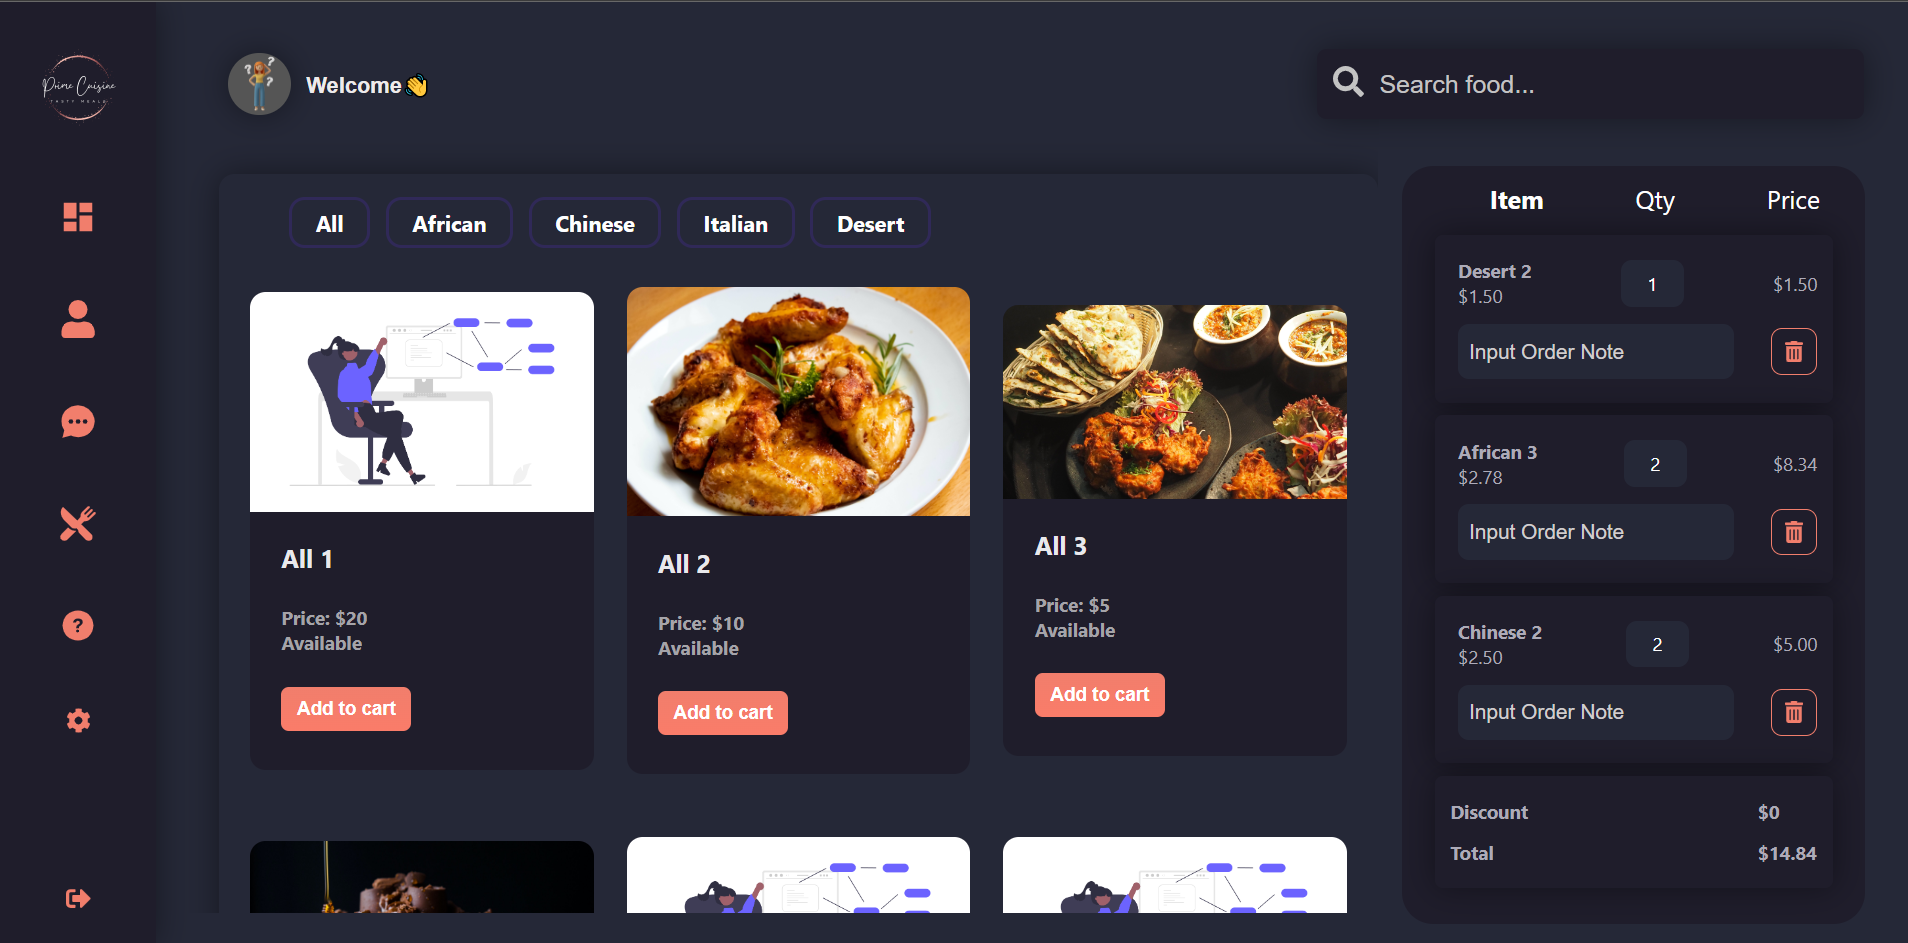 Prime Cuisine
TASTY MEALS
Welcome👋
Search food...
All
African
Chinese
Italian
Desert
All 1
Price: $20
Available
Add to cart
All 2
Price: $10
Available
Add to cart
All 3
Price: $5
Available
Add to cart
Item Qty Price
Desert 2
$1.50
1
$1.50
Input Order Note
African 3
$2.78
2
$8.34
Input Order Note
Chinese 2
$2.50
2
$5.00
Input Order Note
Discount $0
Total $14.84